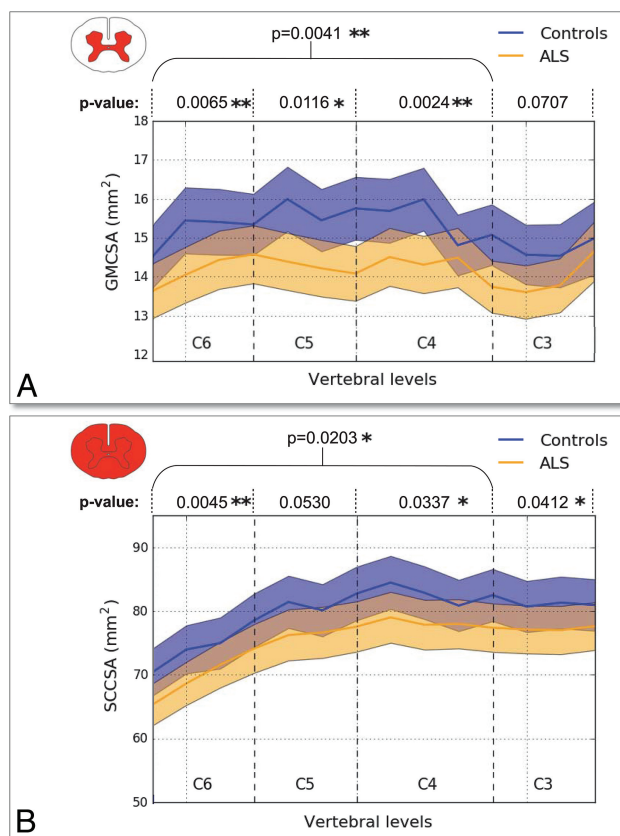 p=0.0041 **
Controls
ALS
p-value: 0.0065 ** 0.0116 * 0.0024 ** 0.0707
18
17
16
15
14
13
12
GMCSA (mm²)
C6 C5 C4 C3
Vertebral levels
A
p=0.0203 *
Controls
ALS
p-value: 0.0045 ** 0.0530 0.0337 * 0.0412 *
90
80
70
60
50
SCCSA (mm²)
C6 C5 C4 C3
Vertebral levels
B